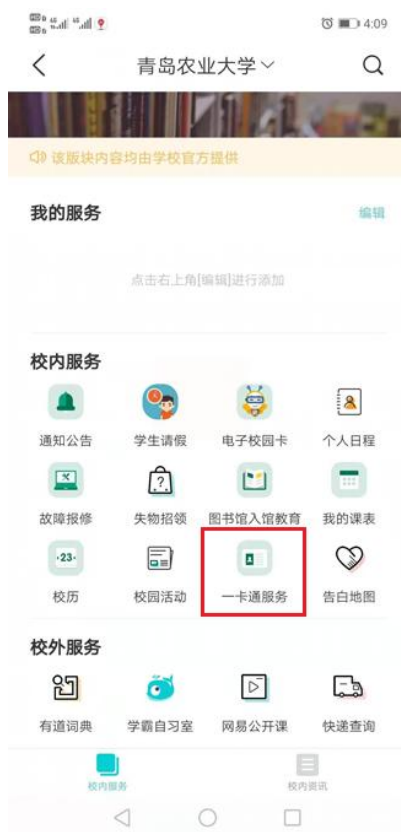 4:09
青岛农业大学
该版块内容均由学校官方提供
我的服务 编辑
点击右上角[编辑]进行添加
校内服务
通知公告 学生请假 电子校园卡 个人日程
故障报修 失物招领 图书馆入馆教育 我的课表
·23·
校历 校园活动 一卡通服务 告白地图
校外服务
有道词典 学霸自习室 网易公开课 快递查询
校内服务 校内资讯